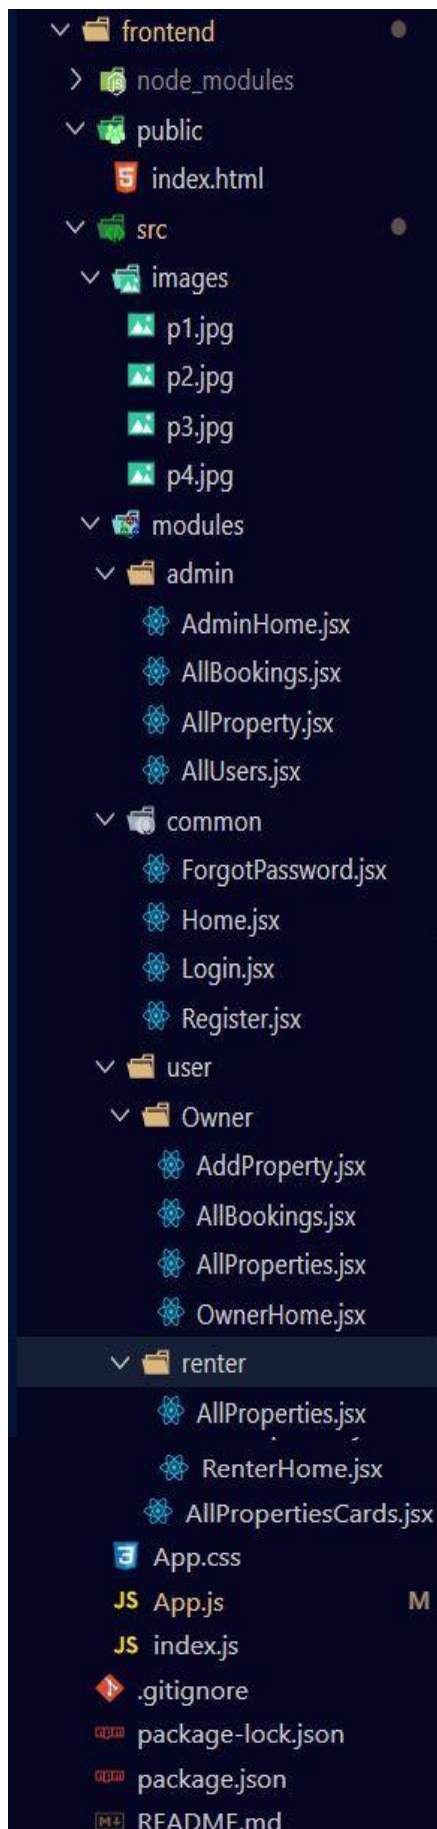 frontend
node_modules
public
index.html
src
images
p1.jpg
p2.jpg
p3.jpg
p4.jpg
modules
admin
AdminHome.jsx
AllBookings.jsx
AllProperty.jsx
AllUsers.jsx
common
ForgotPassword.jsx
Home.jsx
Login.jsx
Register.jsx
user
Owner
AddProperty.jsx
AllBookings.jsx
AllProperties.jsx
OwnerHome.jsx
renter
AllProperties.jsx
RenterHome.jsx
AllPropertiesCards.jsx
App.css
JS App.js M
JS index.js
.gitignore
package-lock.json
package.json
README.md